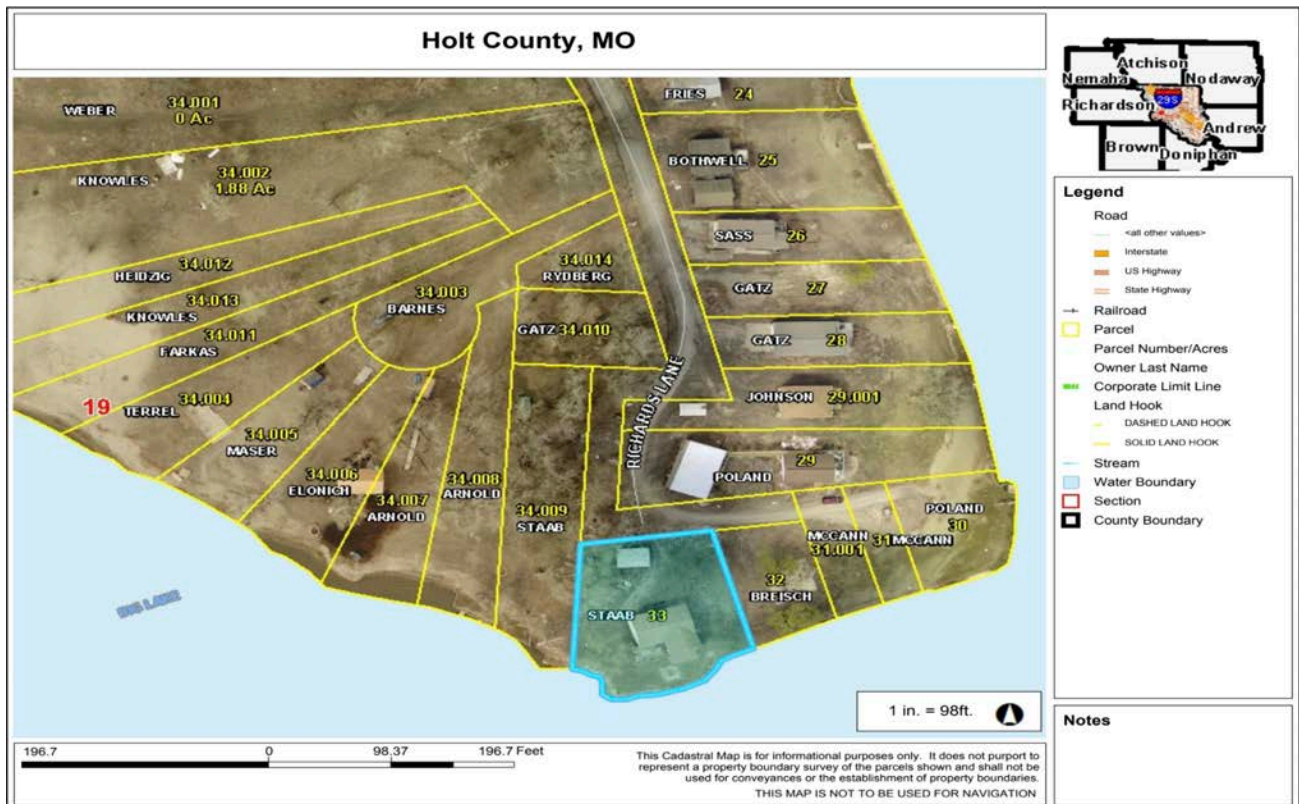 Holt County, MO
WEBER
34.001
0 Ac
KNOWLES
34.002
1.88 Ac
HEIDZIG
34.012
KNOWLES
34.013
FARKAS
34.011
TERREL
34.004
19
MASER
34.005
ELONICH
34.006
34.007
ARNOLD
34.008
ARNOLD
34.009
STAAB
34.003
BARNES
34.014
RYDBERG
GATZ 34.010
RICHARDS LANE
FRIES 24
BOTHWELL 25
SASS 26
GATZ 27
GATZ 28
JOHNSON 29.001
POLAND 29
POLAND
30
MCCANN
31.001
31 MCCANN
32
BREISCH
STAAB 33
BIG LAKE
1 in. = 98ft.
196.7 0 98.37 196.7 Feet
This Cadastral Map is for informational purposes only. It does not purport to
represent a property boundary survey of the parcels shown and shall not be
used for conveyances or the establishment of property boundaries.
THIS MAP IS NOT TO BE USED FOR NAVIGATION
Atchison
Nemaha
Nodaway
Richardson
29S
Andrew
Brown
Doniphan
Legend
Road
<all other values>
Interstate
US Highway
State Highway
Railroad
Parcel
Parcel Number/Acres
Owner Last Name
Corporate Limit Line
Land Hook
DASHED LAND HOOK
SOLID LAND HOOK
Stream
Water Boundary
Section
County Boundary
Notes